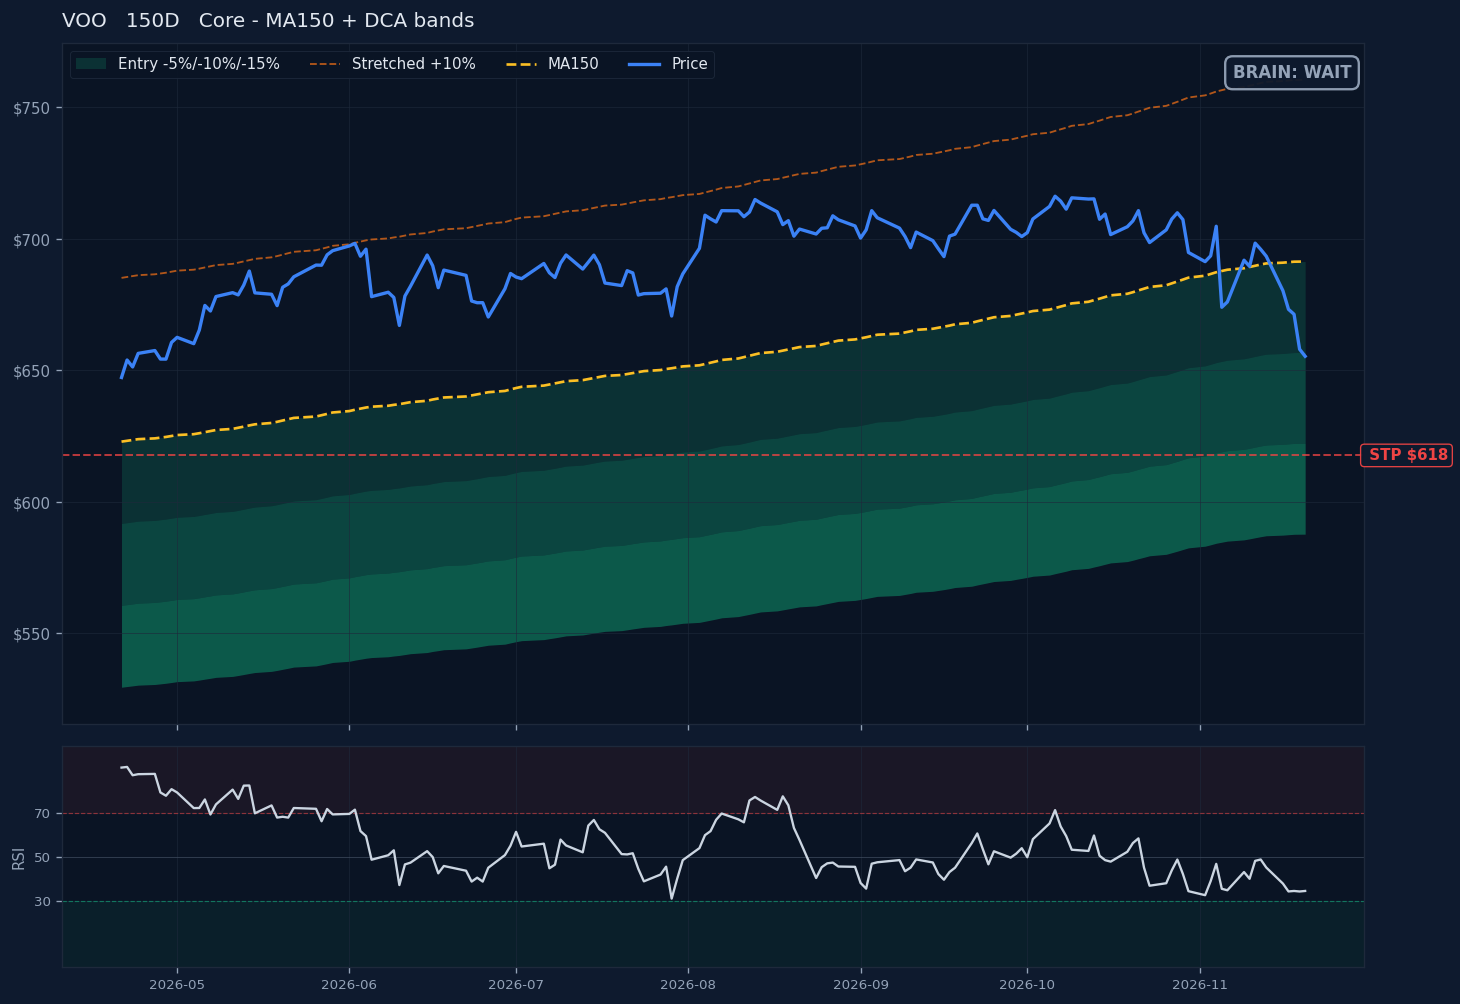 VOO 150D Core - MA150 + DCA bands
Entry -5%/-10%/-15%
Stretched +10%
MA150
Price
BRAIN: WAIT
$750
$700
$650
$600
$550
STP $618
RSI
70
50
30
2026-05
2026-06
2026-07
2026-08
2026-09
2026-10
2026-11